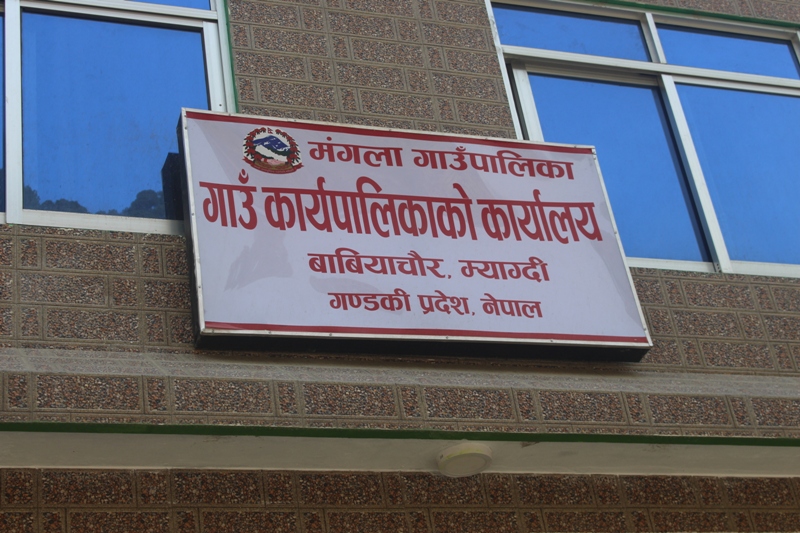 मंगला गाउँपालिका
गाउँ कार्यपालिकाको कार्यालय
बाबियाचौर, म्याग्दी
गण्डकी प्रदेश, नेपाल